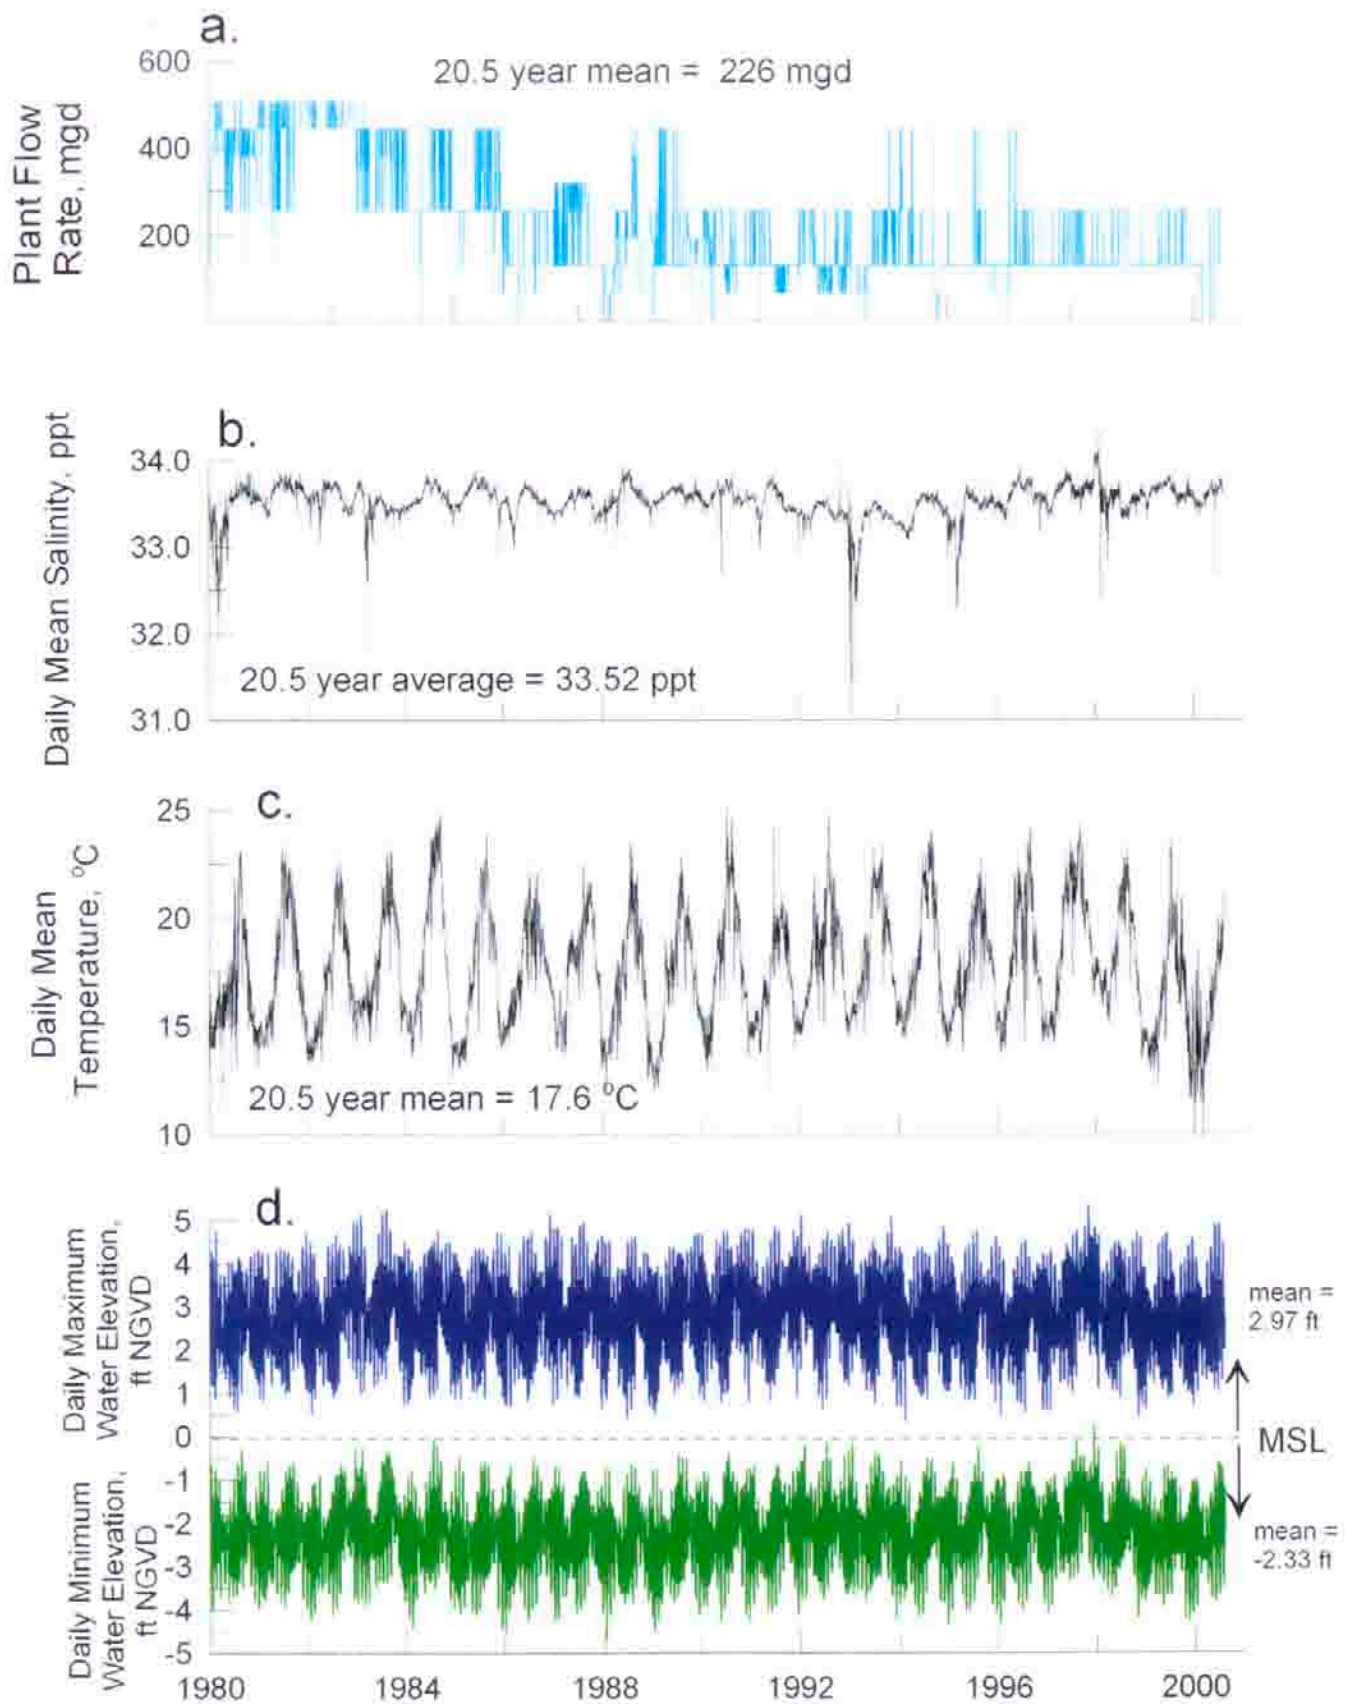 a.
600
400
200
Plant Flow
Rate, mgd
20.5 year mean = 226 mgd
b.
34.0
33.0
32.0
31.0
Daily Mean Salinity, ppt
20.5 year average = 33.52 ppt
c.
25
20
15
10
Daily Mean
Temperature, ºC
20.5 year mean = 17.6 ºC
d.
5
4
3
2
1
0
-1
-2
-3
-4
-5
Daily Maximum
Water Elevation,
ft NGVD
Daily Minimum
Water Elevation,
ft NGVD
mean =
2.97 ft
MSL
mean =
-2.33 ft
1980
1984
1988
1992
1996
2000